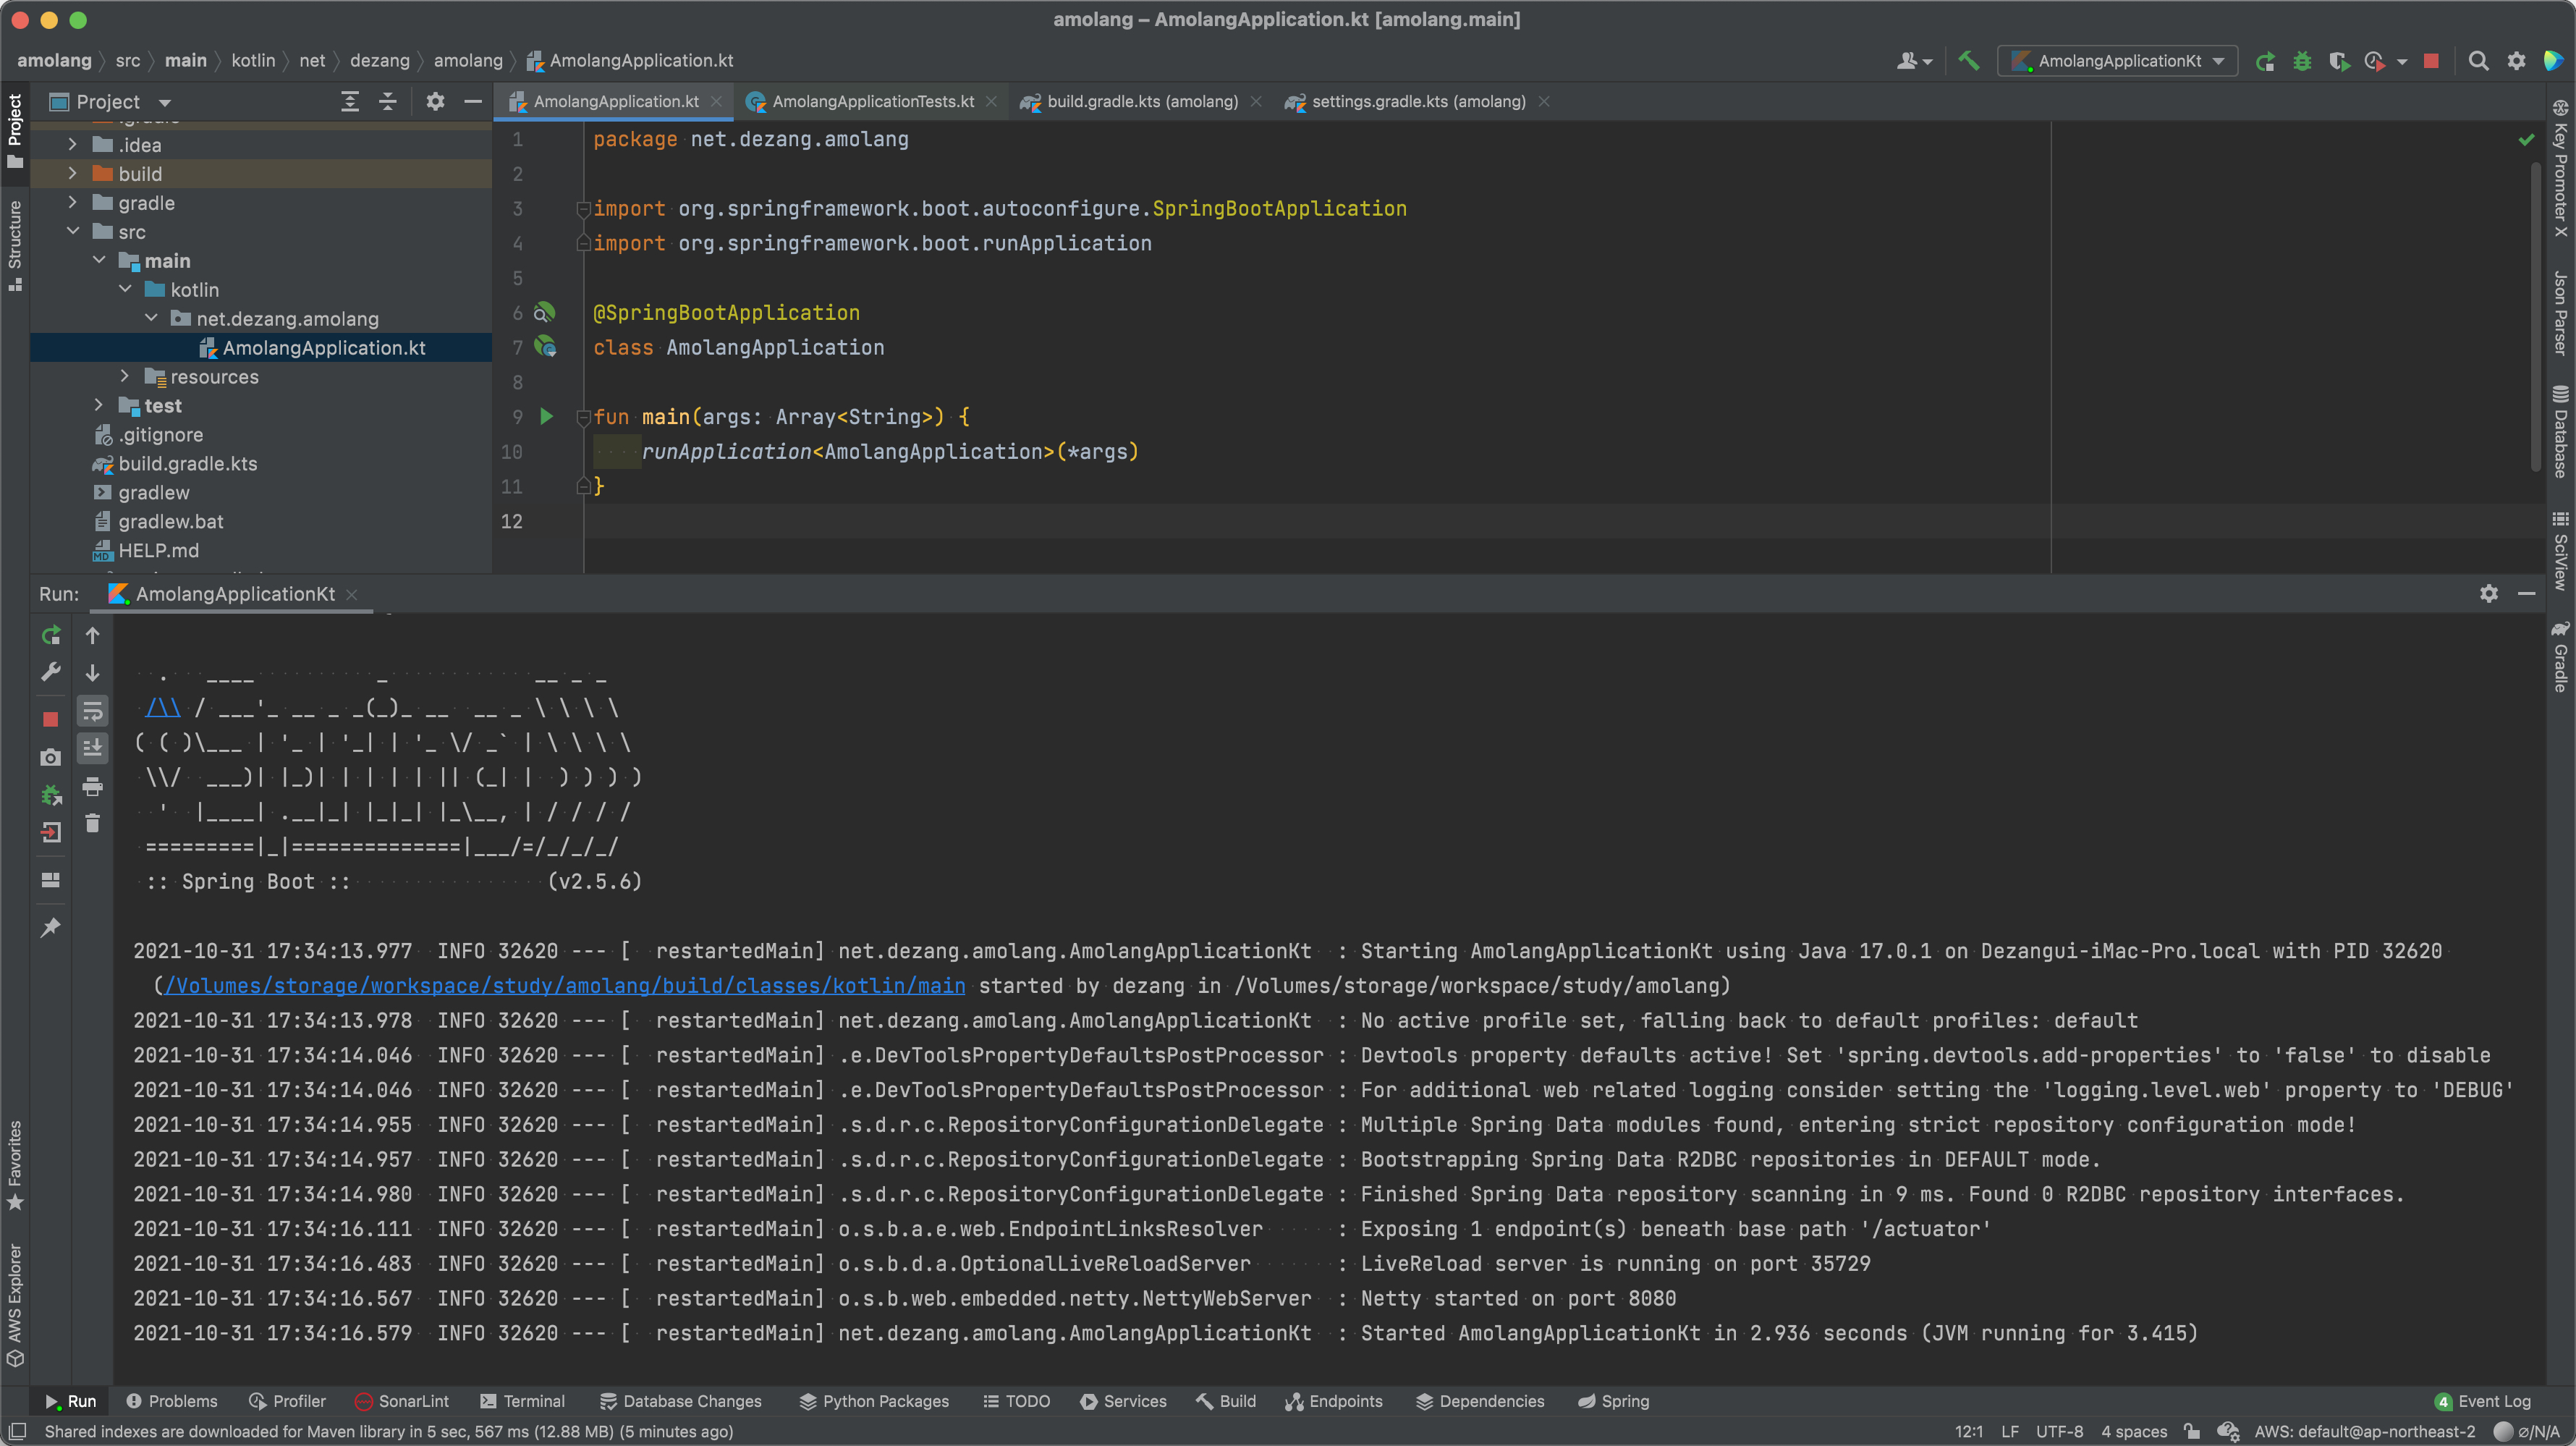 amolang – AmolangApplication.kt [amolang.main]
amolang src main kotlin net dezang amolang AmolangApplication.kt
AmolangApplicationKt
Project
AmolangApplication.kt
AmolangApplicationTests.kt
build.gradle.kts (amolang)
settings.gradle.kts (amolang)
Project
Structure
Favorites
AWS Explorer
.idea
build
gradle
src
main
kotlin
net.dezang.amolang
AmolangApplication.kt
resources
test
.gitignore
build.gradle.kts
gradlew
gradlew.bat
HELP.md
1 package net.dezang.amolang
2
3 import org.springframework.boot.autoconfigure.SpringBootApplication
4 import org.springframework.boot.runApplication
5
6 @SpringBootApplication
7 class AmolangApplication
8
9 fun main(args: Array<String>) {
10     runApplication<AmolangApplication>(*args)
11 }
12
Key Promoter X
Json Parser
Database
SciView
Gradle
Run: AmolangApplicationKt
  .   ____          _            __ _ _
 /\\ / ___'_ __ _ _(_)_ __  __ _ \ \ \ \
( ( )\___ | '_ | '_| | '_ \/ _` | \ \ \ \
 \\/  ___)| |_)| | | | | || (_| |  ) ) ) )
  '  |____| .__|_| |_|_| |_\__, | / / / /
 =========|_|==============|___/=/_/_/_/
 :: Spring Boot ::                (v2.5.6)
2021-10-31 17:34:13.977  INFO 32620 --- [  restartedMain] net.dezang.amolang.AmolangApplicationKt  : Starting AmolangApplicationKt using Java 17.0.1 on Dezangui-iMac-Pro.local with PID 32620
(/Volumes/storage/workspace/study/amolang/build/classes/kotlin/main started by dezang in /Volumes/storage/workspace/study/amolang)
2021-10-31 17:34:13.978  INFO 32620 --- [  restartedMain] net.dezang.amolang.AmolangApplicationKt  : No active profile set, falling back to default profiles: default
2021-10-31 17:34:14.046  INFO 32620 --- [  restartedMain] .e.DevToolsPropertyDefaultsPostProcessor : Devtools property defaults active! Set 'spring.devtools.add-properties' to 'false' to disable
2021-10-31 17:34:14.046  INFO 32620 --- [  restartedMain] .e.DevToolsPropertyDefaultsPostProcessor : For additional web related logging consider setting the 'logging.level.web' property to 'DEBUG'
2021-10-31 17:34:14.955  INFO 32620 --- [  restartedMain] .s.d.r.c.RepositoryConfigurationDelegate : Multiple Spring Data modules found, entering strict repository configuration mode!
2021-10-31 17:34:14.957  INFO 32620 --- [  restartedMain] .s.d.r.c.RepositoryConfigurationDelegate : Bootstrapping Spring Data R2DBC repositories in DEFAULT mode.
2021-10-31 17:34:14.980  INFO 32620 --- [  restartedMain] .s.d.r.c.RepositoryConfigurationDelegate : Finished Spring Data repository scanning in 9 ms. Found 0 R2DBC repository interfaces.
2021-10-31 17:34:16.111  INFO 32620 --- [  restartedMain] o.s.b.a.e.web.EndpointLinksResolver      : Exposing 1 endpoint(s) beneath base path '/actuator'
2021-10-31 17:34:16.483  INFO 32620 --- [  restartedMain] o.s.b.d.a.OptionalLiveReloadServer       : LiveReload server is running on port 35729
2021-10-31 17:34:16.567  INFO 32620 --- [  restartedMain] o.s.b.web.embedded.netty.NettyWebServer  : Netty started on port 8080
2021-10-31 17:34:16.579  INFO 32620 --- [  restartedMain] net.dezang.amolang.AmolangApplicationKt  : Started AmolangApplicationKt in 2.936 seconds (JVM running for 3.415)
Run Problems Profiler SonarLint Terminal Database Changes Python Packages TODO Services Build Endpoints Dependencies Spring 4 Event Log
Shared indexes are downloaded for Maven library in 5 sec, 567 ms (12.88 MB) (5 minutes ago) 12:1 LF UTF-8 4 spaces AWS: default@ap-northeast-2 ⌀/N/A